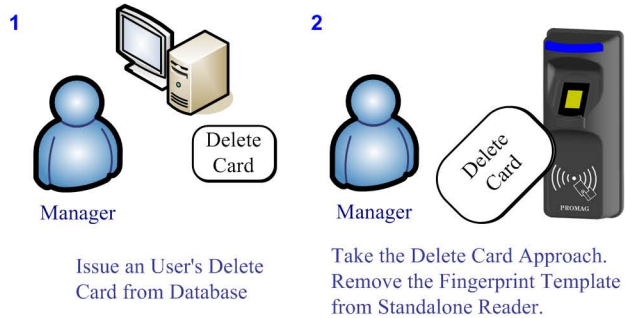 1
Delete
Card
Manager
Issue an User's Delete
Card from Database
2
Delete
Card
PROMAG
Manager
Take the Delete Card Approach.
Remove the Fingerprint Template
from Standalone Reader.